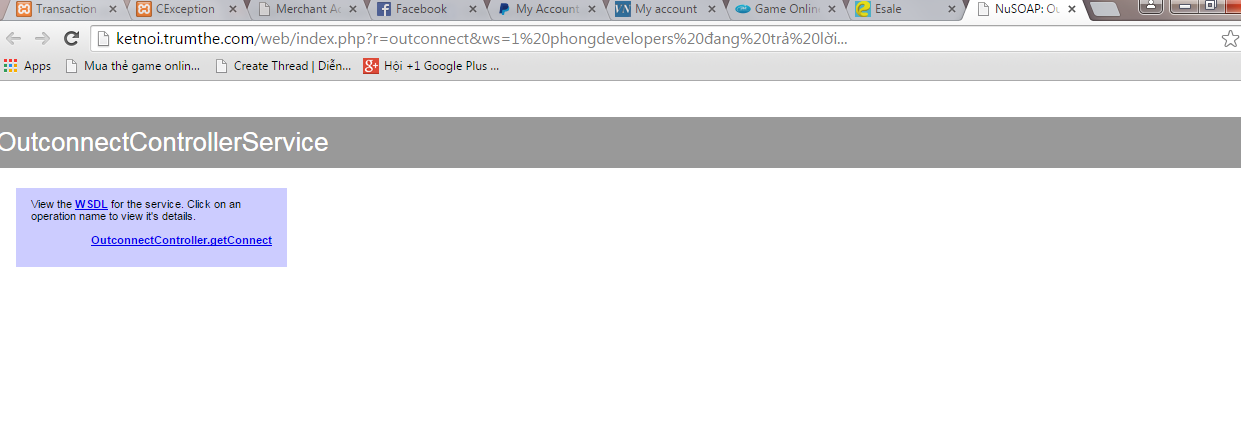 Transaction
CException
Merchant Ac
Facebook
My Account
My account
Game Online
Esale
NuSOAP: Ou
ketnoi.trumthe.com/web/index.php?r=outconnect&ws=1%20phongdevelopers%20đang%20trả%20lời...
Apps Mua thẻ game onlin... Create Thread | Diễn... Hội +1 Google Plus ...
OutconnectControllerService
View the WSDL for the service. Click on an
operation name to view it's details.
OutconnectController.getConnect